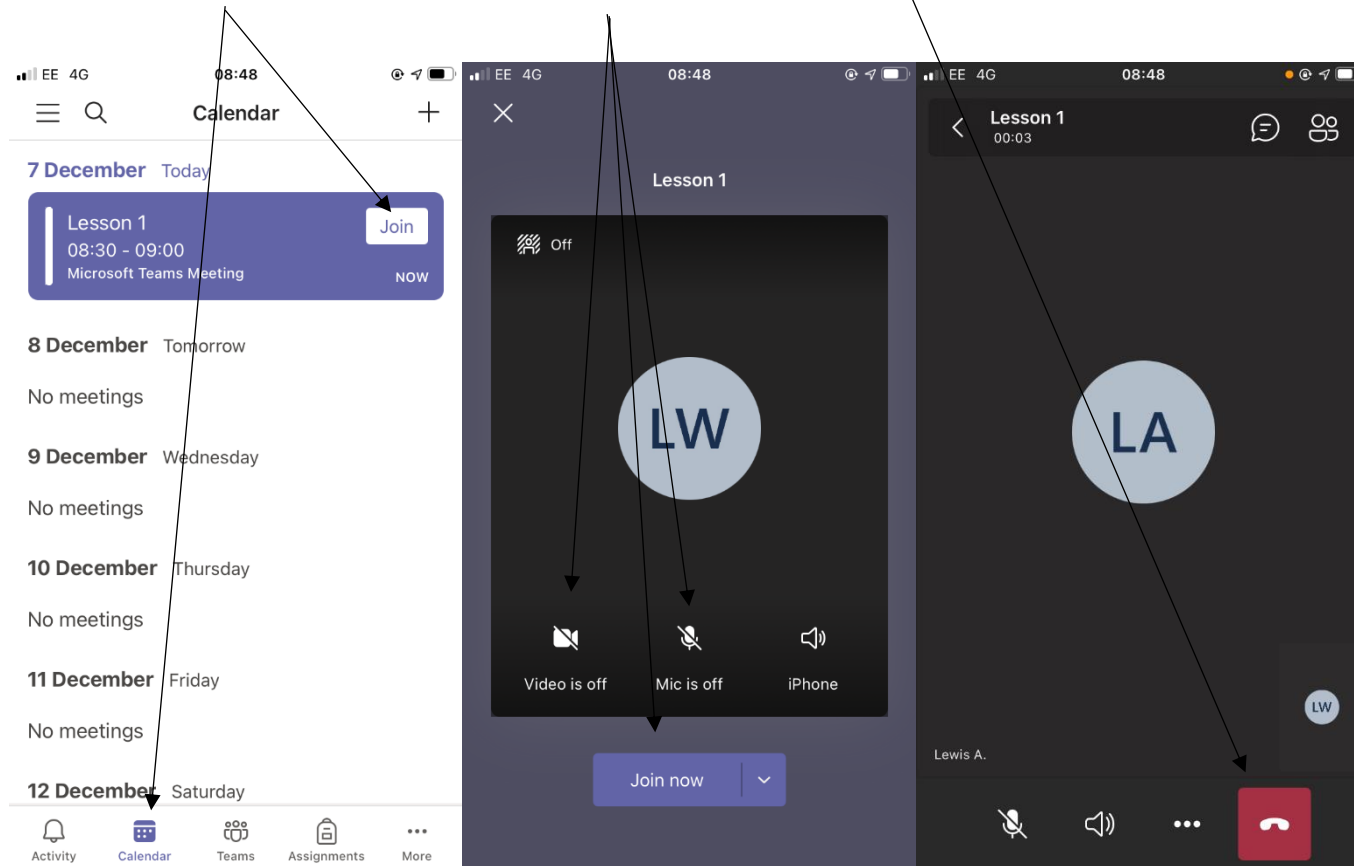 EE 4G 08:48
Calendar
7 December Today
Lesson 1
Join
08:30 - 09:00
Microsoft Teams Meeting
NOW
8 December Tomorrow
No meetings
9 December Wednesday
No meetings
10 December Thursday
No meetings
11 December Friday
No meetings
12 December Saturday
Activity Calendar Teams Assignments More
EE 4G 08:48
Lesson 1
Off
LW
Video is off Mic is off iPhone
Join now
EE 4G 08:48
Lesson 1
00:03
LA
LW
Lewis A.